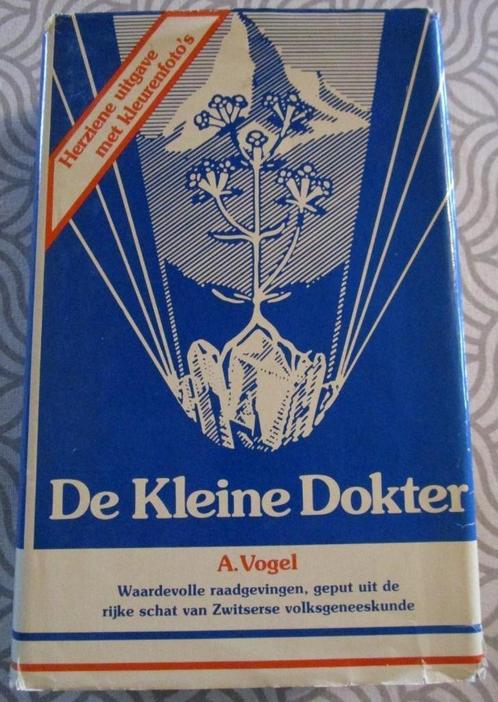 Herziene uitgave
met kleurenfoto's
De Kleine Dokter
A.Vogel
Waardevolle raadgevingen, geput uit de
rijke schat van Zwitserse volksgeneeskunde